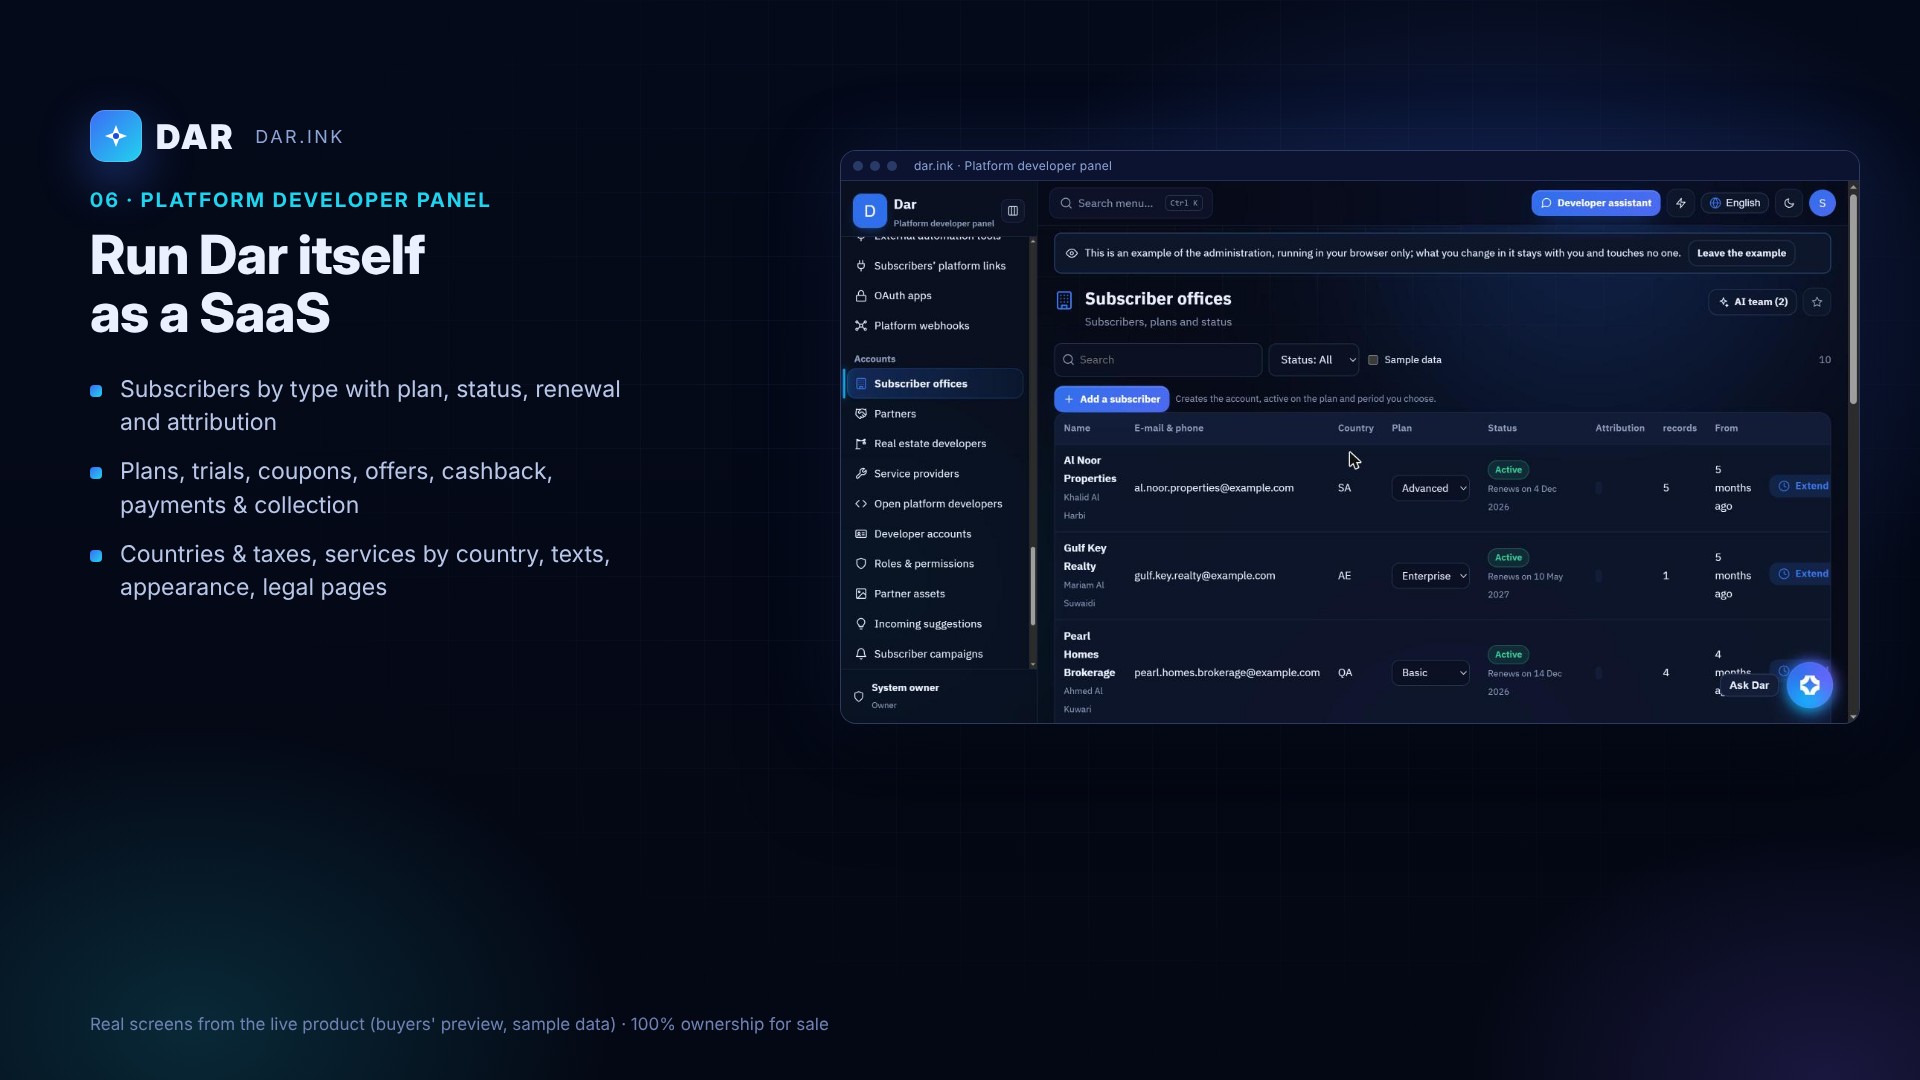 DAR DAR.INK
06 · PLATFORM DEVELOPER PANEL
Run Dar itself
as a SaaS
Subscribers by type with plan, status, renewal
and attribution
Plans, trials, coupons, offers, cashback,
payments & collection
Countries & taxes, services by country, texts,
appearance, legal pages
Real screens from the live product (buyers' preview, sample data) · 100% ownership for sale
dar.ink · Platform developer panel
D
Dar
Platform developer panel
External automation tools
Subscribers' platform links
OAuth apps
Platform webhooks
Accounts
Subscriber offices
Partners
Real estate developers
Service providers
Open platform developers
Developer accounts
Roles & permissions
Partner assets
Incoming suggestions
Subscriber campaigns
System owner
Owner
Search menu... Ctrl K
Developer assistant
English
S
This is an example of the administration, running in your browser only; what you change in it stays with you and touches no one. Leave the example
Subscriber offices
Subscribers, plans and status
AI team (2)
Search
Status: All
Sample data
10
Add a subscriber
Creates the account, active on the plan and period you choose.
Name E-mail & phone Country Plan Status Attribution records From
Al Noor
Properties
Khalid Al
Harbi
al.noor.properties@example.com
SA
Advanced
Active
Renews on 4 Dec
2026
5
5
months
ago
Extend
Gulf Key
Realty
Mariam Al
Suwaidi
gulf.key.realty@example.com
AE
Enterprise
Active
Renews on 10 May
2027
1
5
months
ago
Extend
Pearl
Homes
Brokerage
Ahmed Al
Kuwari
pearl.homes.brokerage@example.com
QA
Basic
Active
Renews on 14 Dec
2026
4
4
months
Ask Dar